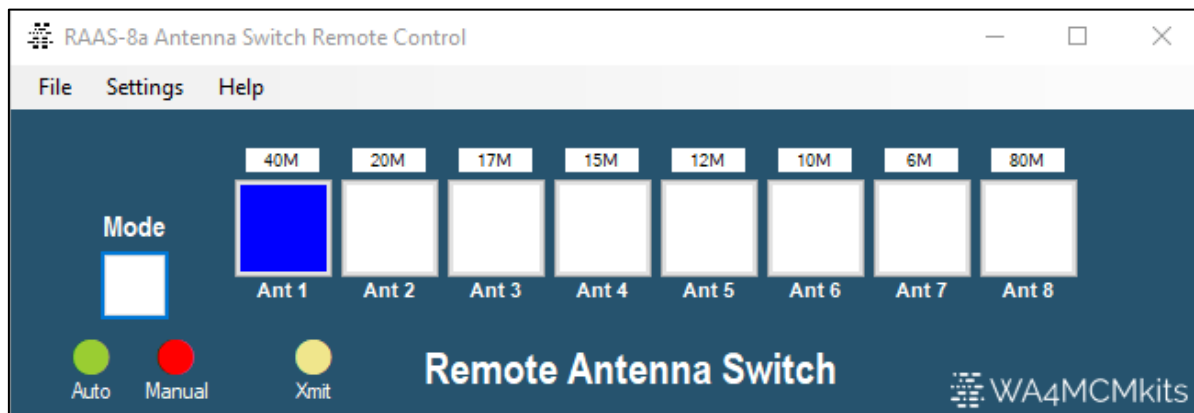 RAAS-8a Antenna Switch Remote Control
File Settings Help
40M 20M 17M 15M 12M 10M 6M 80M
Mode
Ant 1 Ant 2 Ant 3 Ant 4 Ant 5 Ant 6 Ant 7 Ant 8
Auto Manual Xmit
Remote Antenna Switch
WA4MCMkits